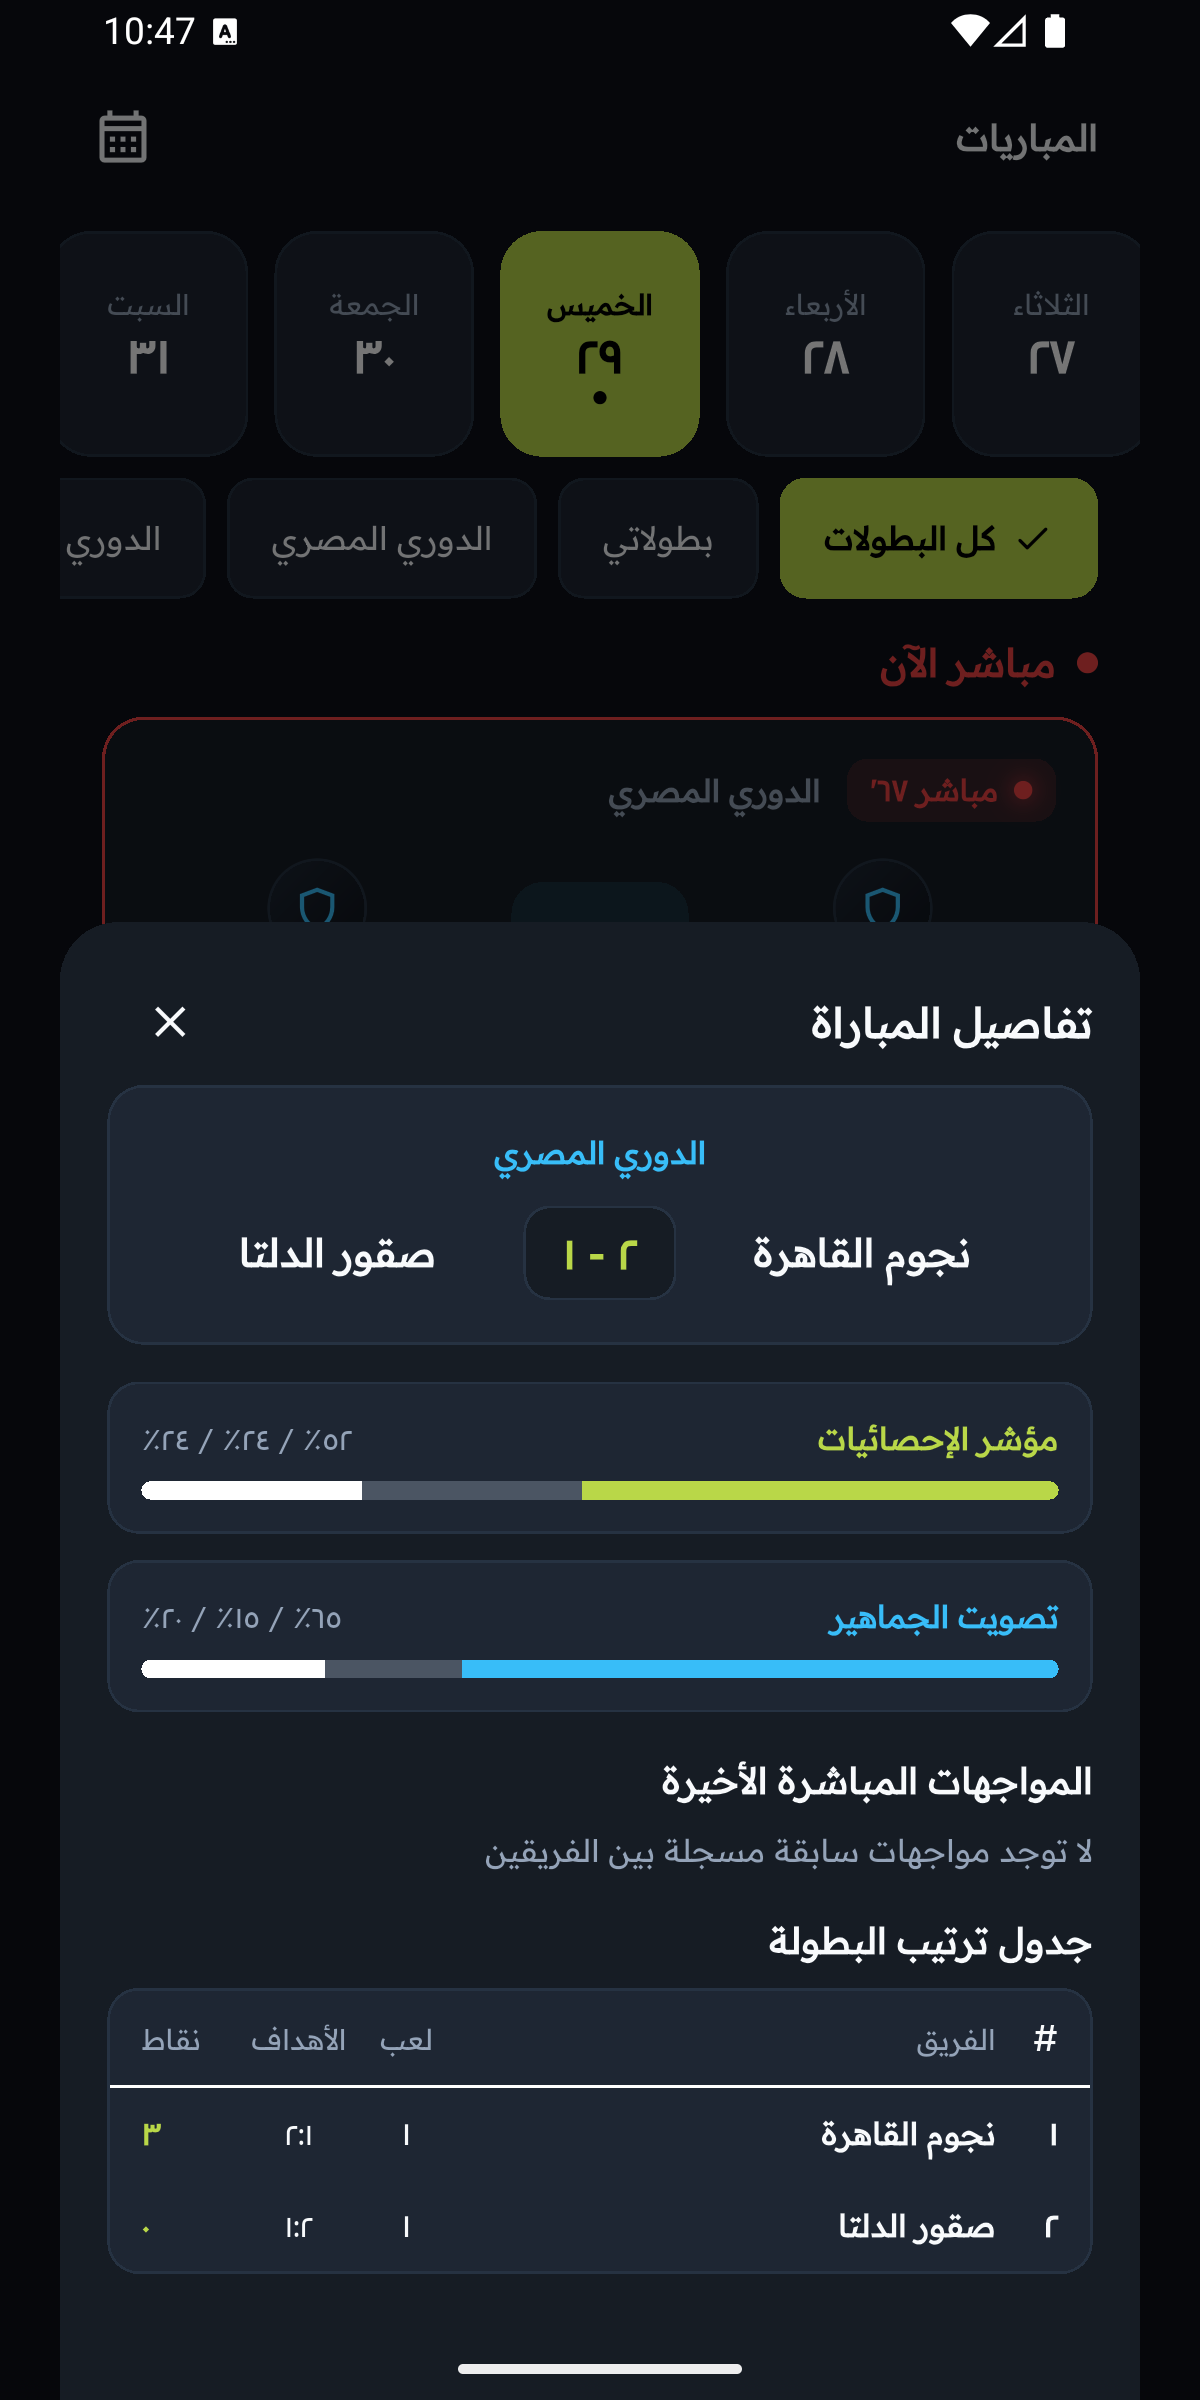 10:47
المباريات
الثلاثاء ٢٧
الأربعاء ٢٨
الخميس ٢٩
الجمعة ٣٠
السبت ٣١
كل البطولات
بطولاتي
الدوري المصري
الدوري
مباشر الآن
مباشر ٦٧' الدوري المصري
تفاصيل المباراة
الدوري المصري
نجوم القاهرة ٢ - ١ صقور الدلتا
مؤشر الإحصائيات ٥٢٪ / ٢٤٪ / ٢٤٪
تصويت الجماهير ٦٥٪ / ١٥٪ / ٢٠٪
المواجهات المباشرة الأخيرة
لا توجد مواجهات سابقة مسجلة بين الفريقين
جدول ترتيب البطولة
# الفريق لعب الأهداف نقاط
١ نجوم القاهرة ١ ٢:١ ٣
٢ صقور الدلتا ١ ١:٢ ٠